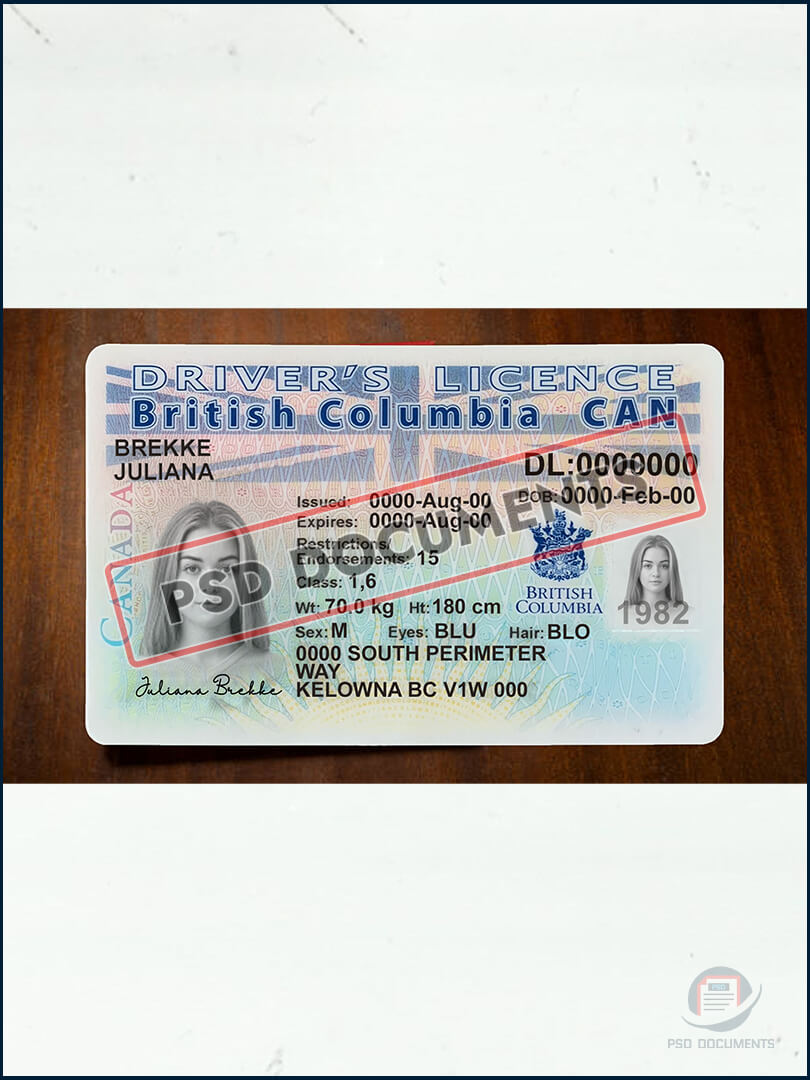 DRIVER'S LICENCE
British Columbia CAN
BREKKE
JULIANA
DL:0000000
DOB: 0000-Feb-00
Issued: 0000-Aug-00
Expires: 0000-Aug-00
Restrictions/
Endorsements: 15
Class: 1,6
Wt: 70.0 kg Ht: 180 cm
Sex: M Eyes: BLU Hair: BLO
0000 SOUTH PERIMETER
WAY
KELOWNA BC V1W 000
CANADA
Juliana Brekke
BRITISH
COLUMBIA
1982
PSD DOCUMENTS
PSD
PSD DOCUMENTS